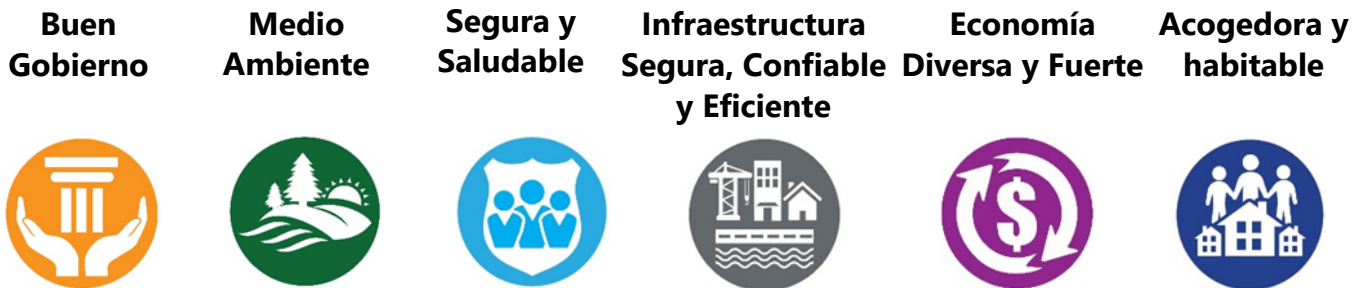 Buen
Gobierno
Medio
Ambiente
Segura y
Saludable
Infraestructura
Segura, Confiable
y Eficiente
Economía
Diversa y Fuerte
Acogedora y
habitable
$